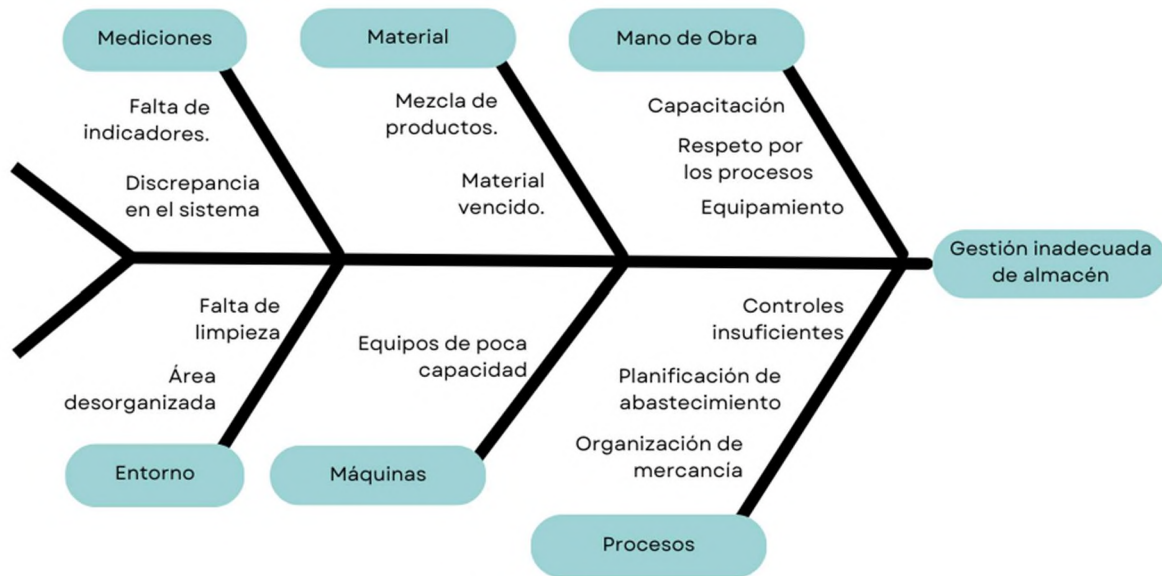 Mediciones
Material
Mano de Obra
Falta de
indicadores.
Discrepancia
en el sistema
Mezcla de
productos.
Material
vencido.
Capacitación
Respeto por
los procesos
Equipamiento
Gestión inadecuada
de almacén
Falta de
limpieza
Área
desorganizada
Equipos de poca
capacidad
Controles
insuficientes
Planificación de
abastecimiento
Organización de
mercancía
Entorno
Máquinas
Procesos